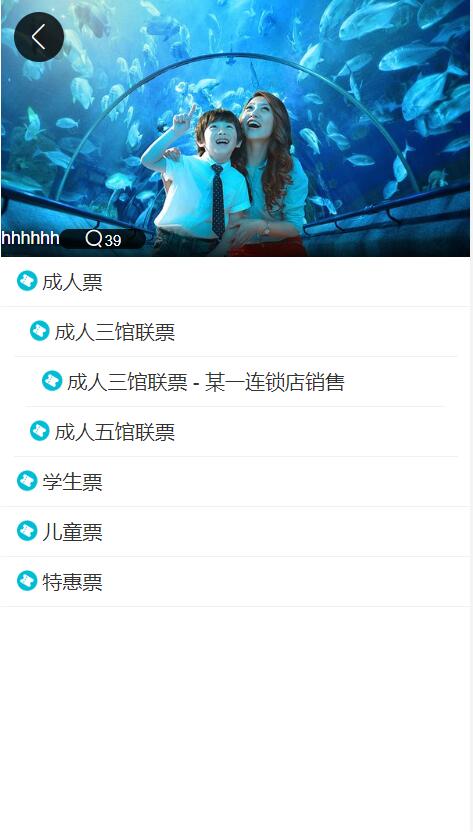 hhhhhh 39
成人票
成人三馆联票
成人三馆联票 - 某一连锁店销售
成人五馆联票
学生票
儿童票
特惠票